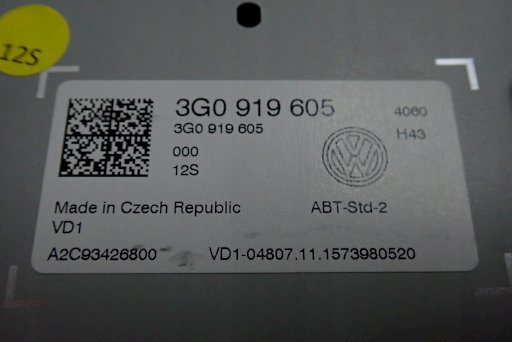 12S
3G0 919 605
4060
3G0 919 605
H43
000
12S
Made in Czech Republic
ABT-Std-2
VD1
A2C93426800
VD1-04807.11.1573980520